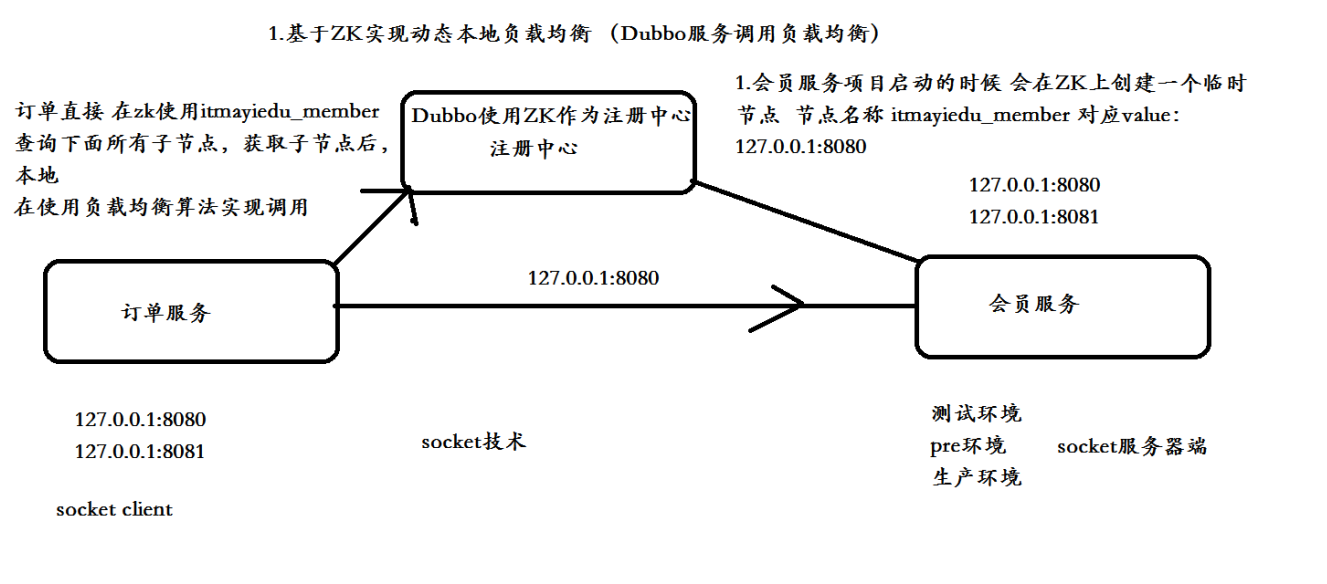 1.基于ZK实现动态本地负载均衡 （Dubbo服务调用负载均衡）
订单直接 在zk使用itmayiedu_member
查询下面所有子节点，获取子节点后，
本地
在使用负载均衡算法实现调用
Dubbo使用ZK作为注册中心
注册中心
1.会员服务项目启动的时候 会在ZK上创建一个临时
节点 节点名称 itmayiedu_member 对应value：
127.0.0.1:8080
127.0.0.1:8080
127.0.0.1:8081
127.0.0.1:8080
订单服务
会员服务
127.0.0.1:8080
127.0.0.1:8081
socket client
socket技术
测试环境
pre环境
生产环境
socket服务器端